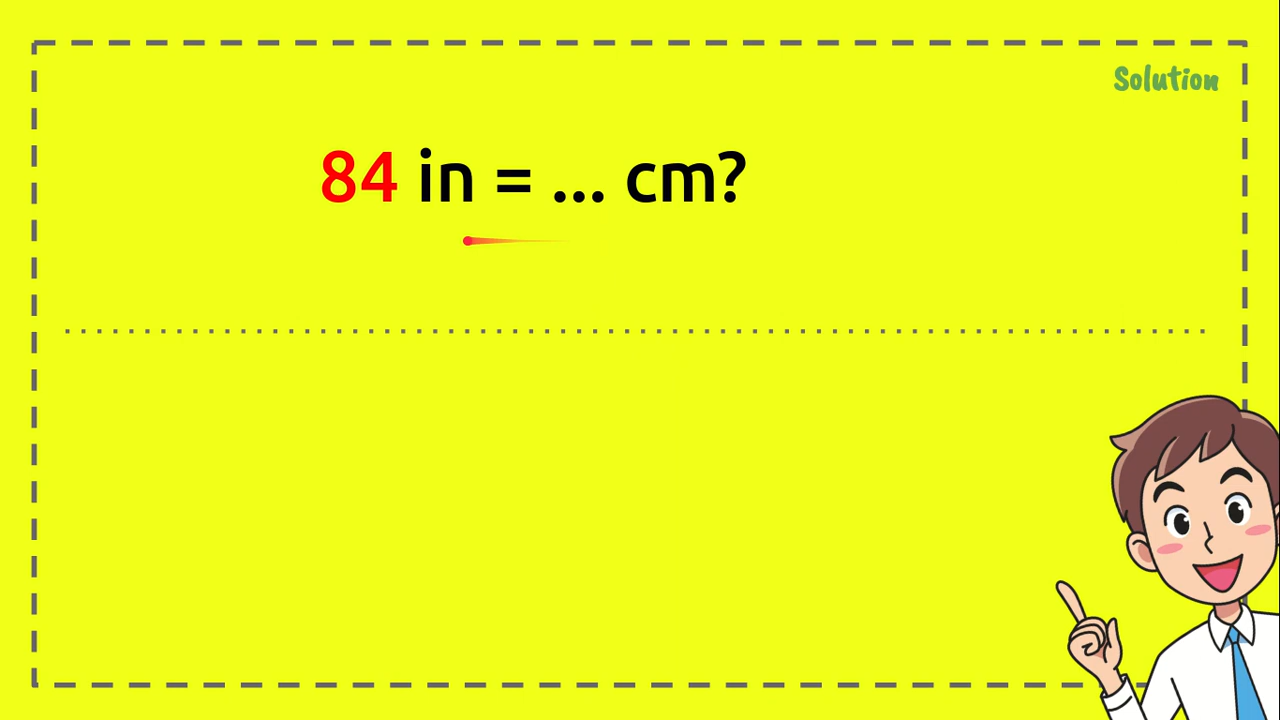 Solution
84 in = ... cm?